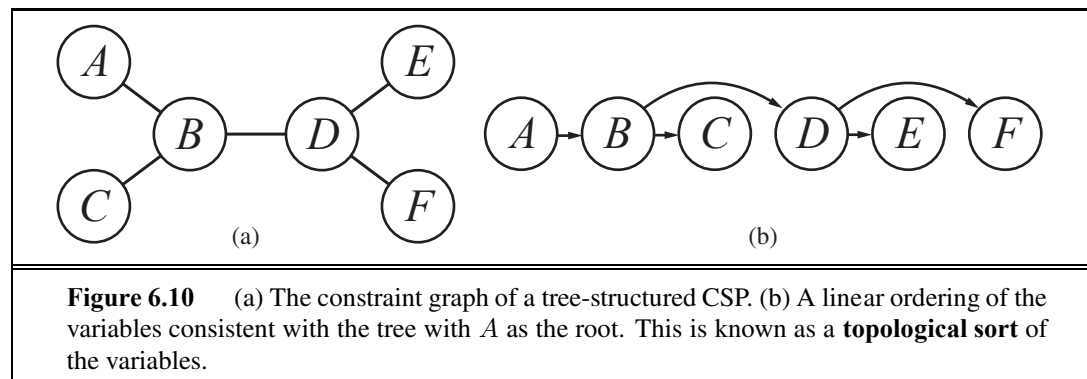 A
E
B
D
A B C D E F
C
F
(a)
(b)
Figure 6.10 (a) The constraint graph of a tree-structured CSP. (b) A linear ordering of the
variables consistent with the tree with A as the root. This is known as a topological sort of
the variables.